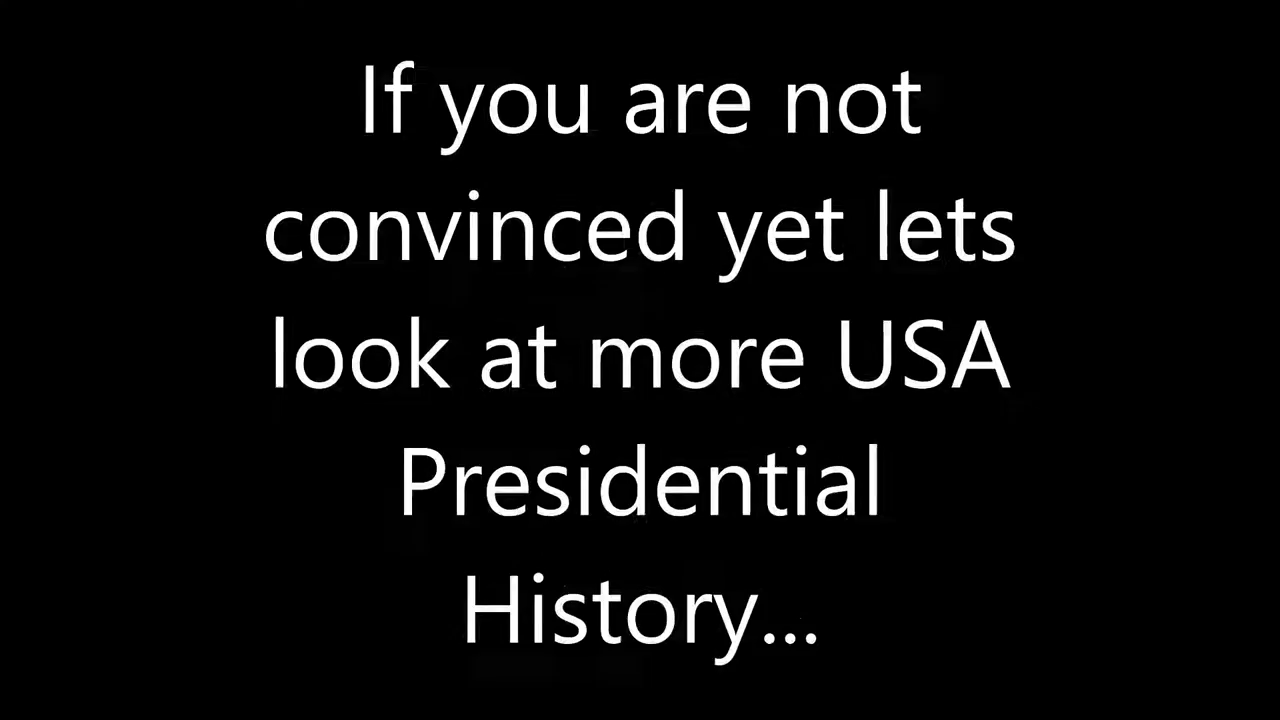 If you are not
convinced yet lets
look at more USA
Presidential
History...